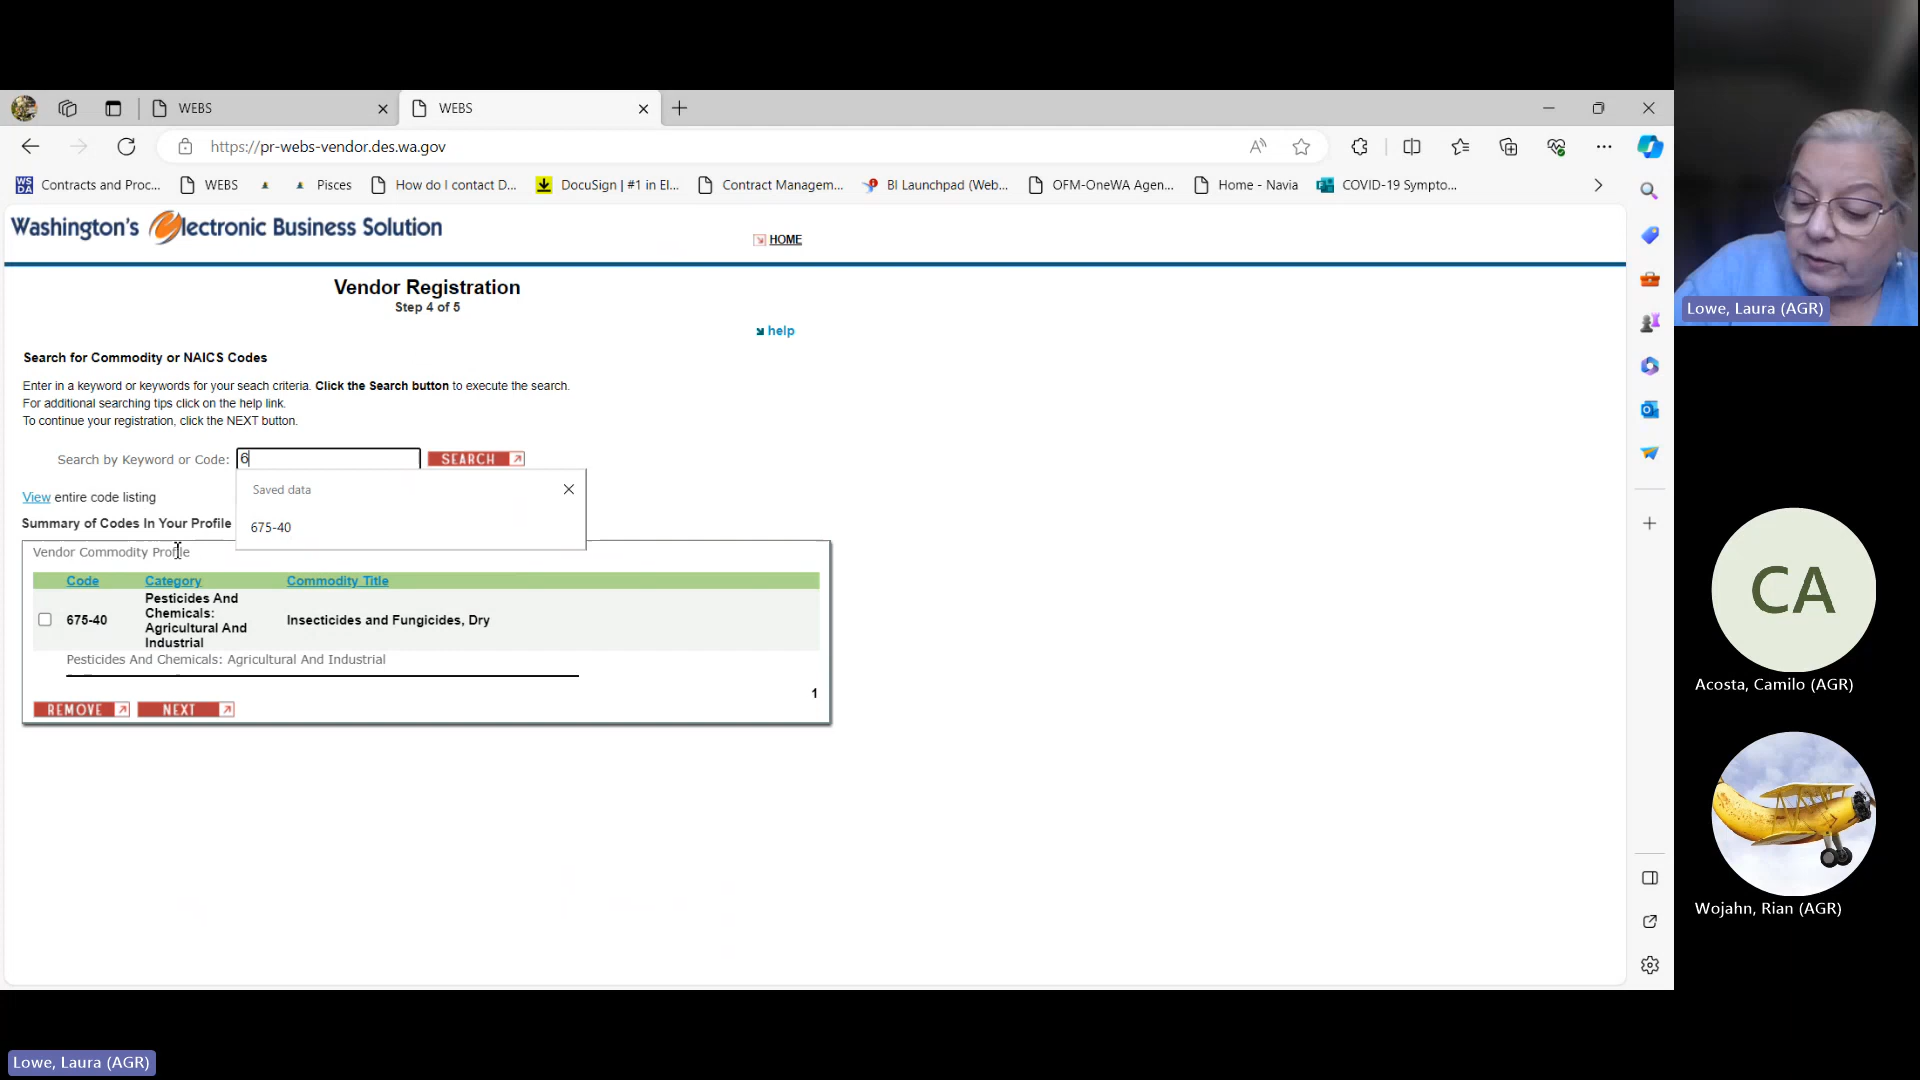 WEBS
WEBS
https://pr-webs-vendor.des.wa.gov
WSDA Contracts and Proc...
WEBS
Pisces
How do I contact D...
DocuSign | #1 in El...
Contract Managem...
BI Launchpad (Web...
OFM-OneWA Agen...
Home - Navia
COVID-19 Sympto...
Washington's Electronic Business Solution
HOME
Vendor Registration
Step 4 of 5
help
Search for Commodity or NAICS Codes
Enter in a keyword or keywords for your seach criteria. Click the Search button to execute the search.
For additional searching tips click on the help link.
To continue your registration, click the NEXT button.
Search by Keyword or Code: 6 SEARCH
Saved data
675-40
View entire code listing
Summary of Codes In Your Profile
Vendor Commodity Profile
Code Category Commodity Title
675-40 Pesticides And Chemicals: Agricultural And Industrial Insecticides and Fungicides, Dry
Pesticides And Chemicals: Agricultural And Industrial
1
REMOVE NEXT
Lowe, Laura (AGR)
CA
Acosta, Camilo (AGR)
Wojahn, Rian (AGR)
Lowe, Laura (AGR)